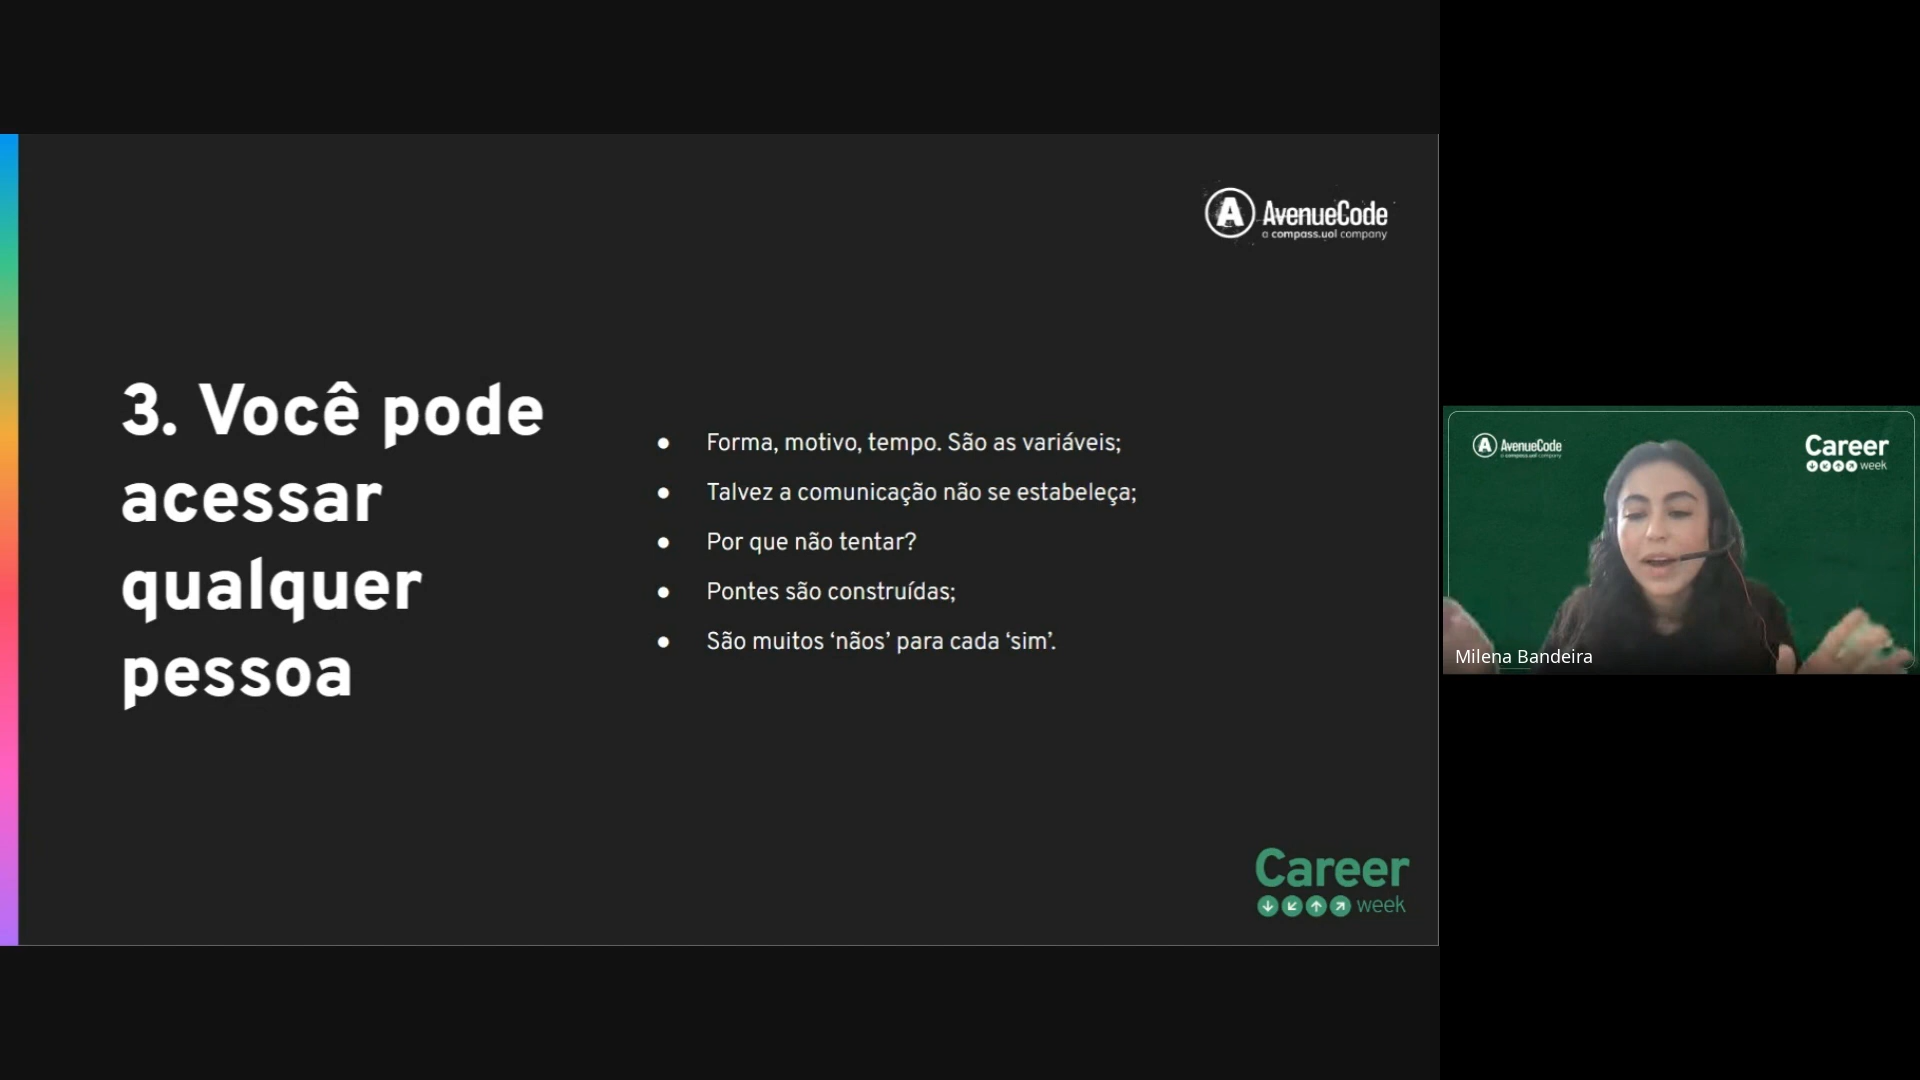 A AvenueCode
a compass.uol company
3. Você pode
acessar
qualquer
pessoa
● Forma, motivo, tempo. São as variáveis;
● Talvez a comunicação não se estabeleça;
● Por que não tentar?
● Pontes são construídas;
● São muitos ‘nãos’ para cada ‘sim’.
Career
week
A AvenueCode
a compass.uol company
Career
week
Milena Bandeira